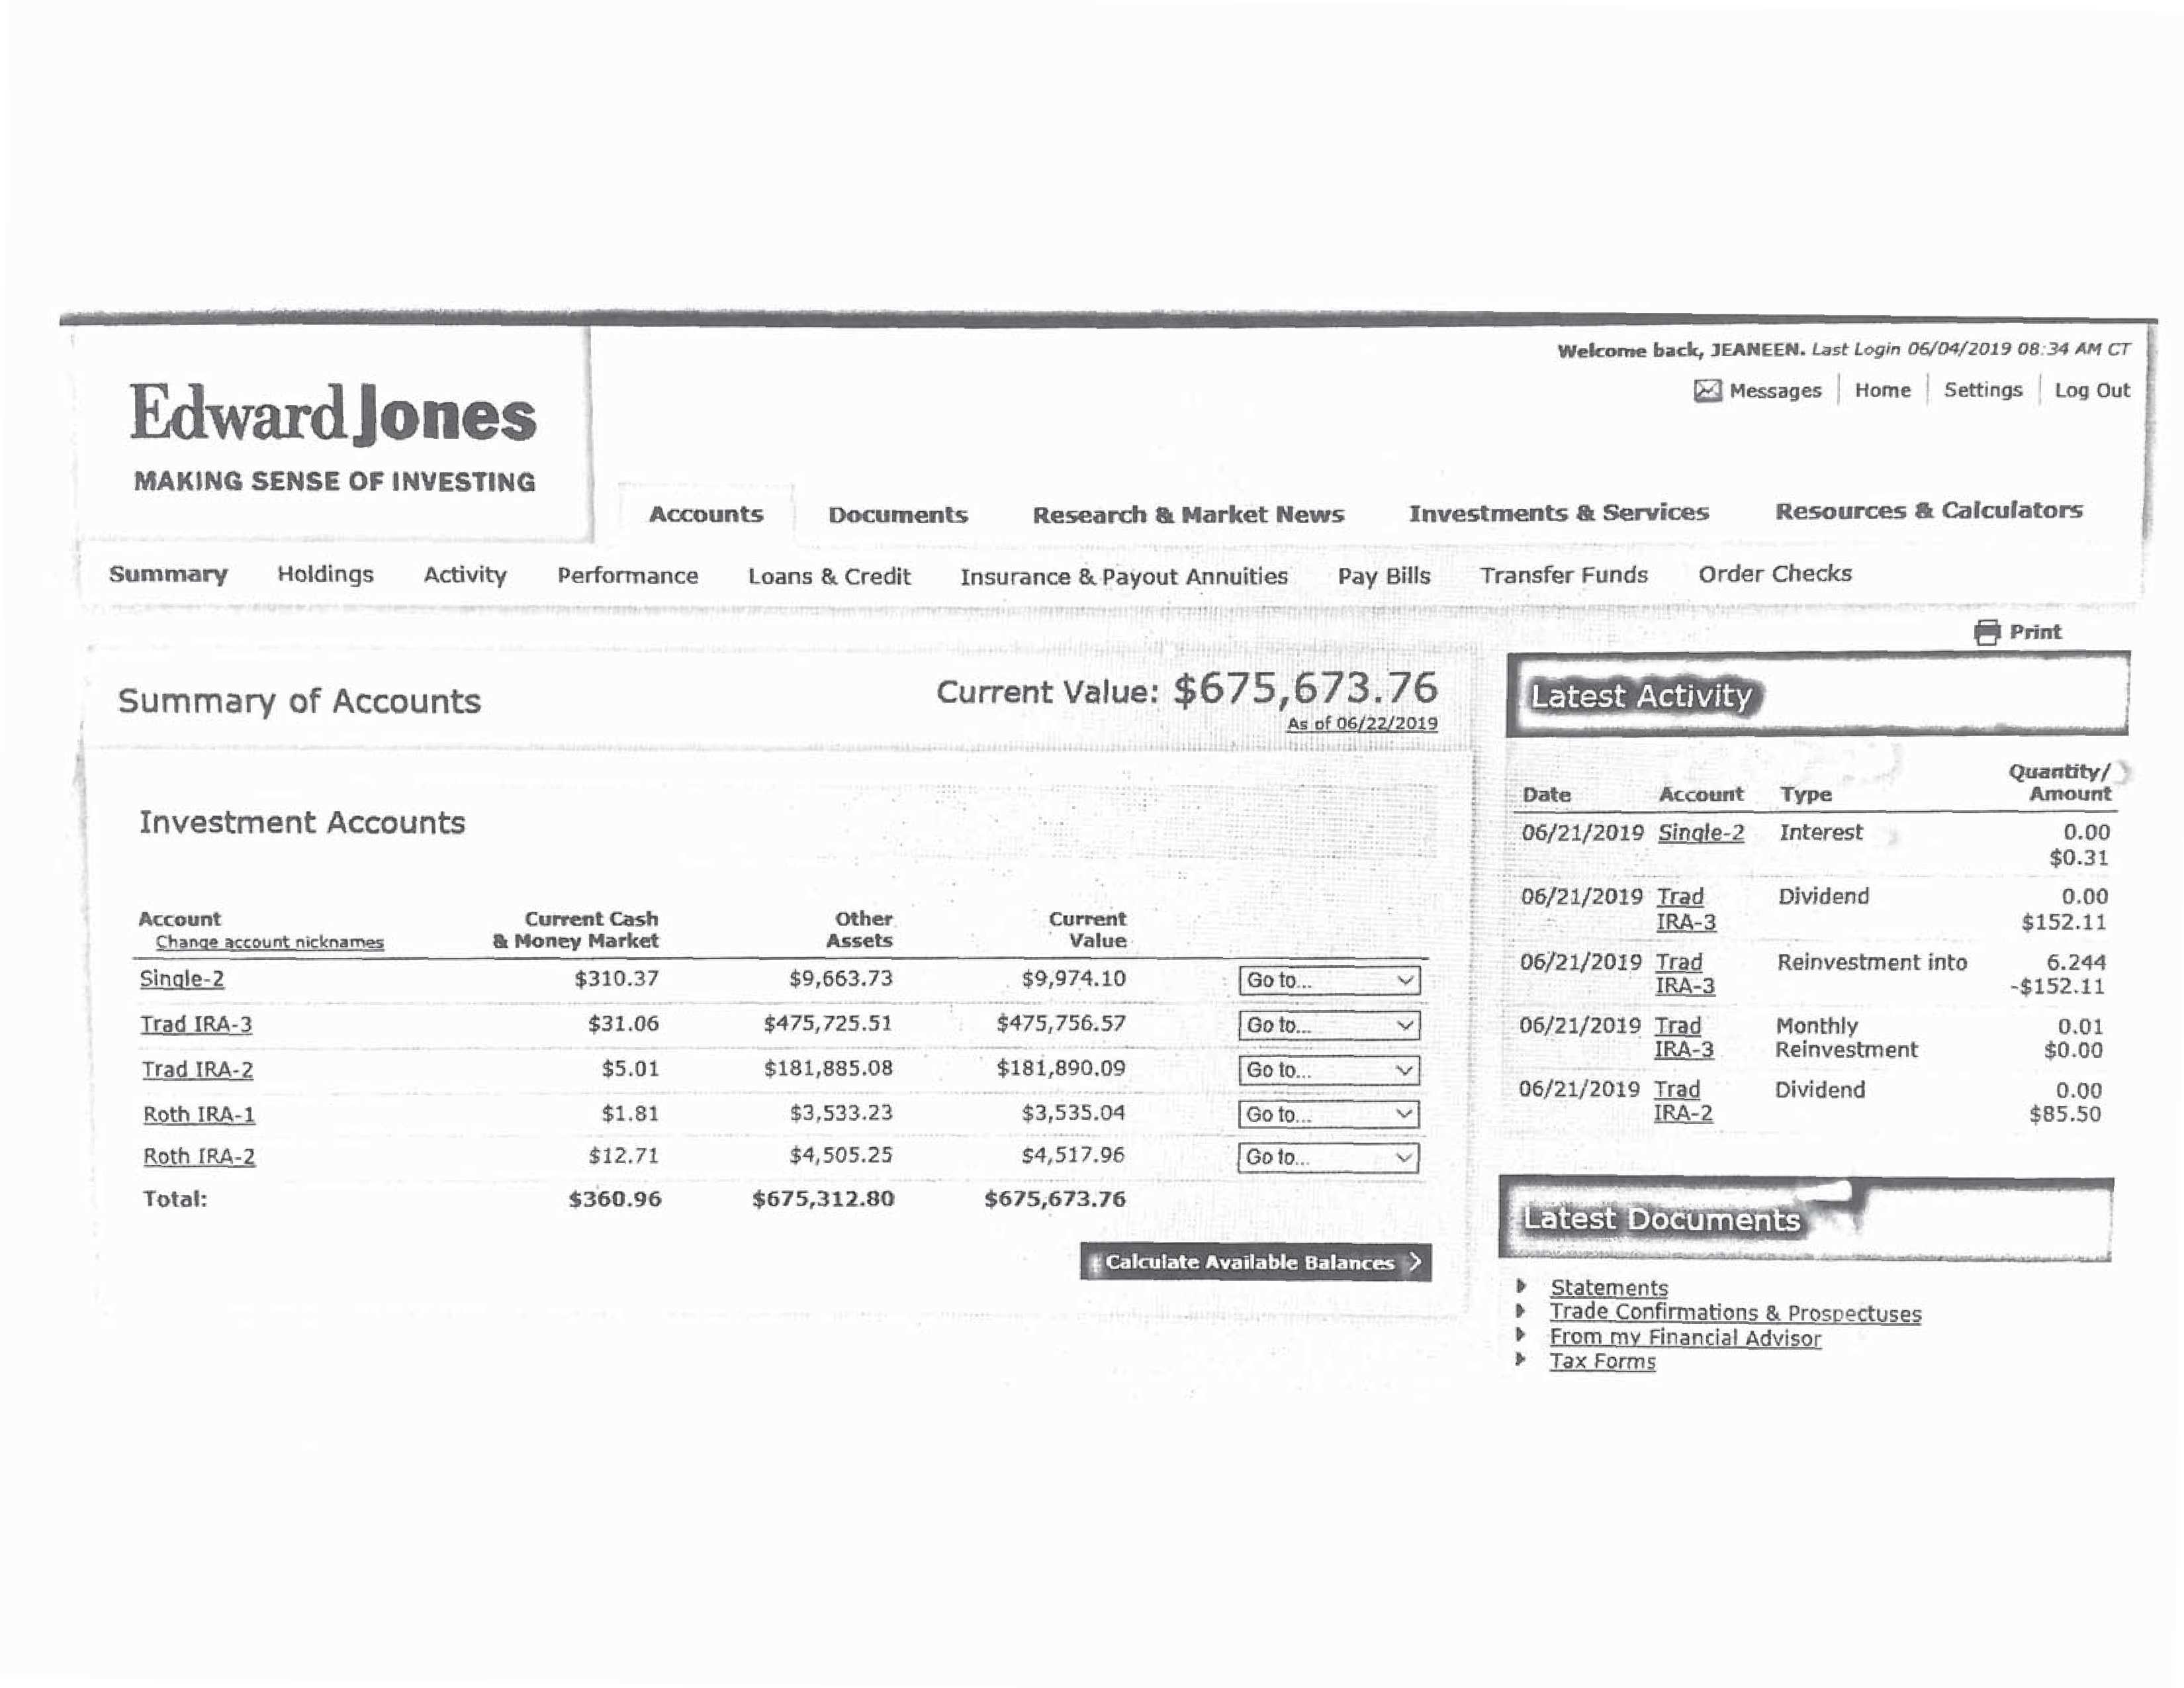 Welcome back, JEANEEN. Last Login 06/04/2019 08:34 AM CT
Messages Home Settings Log Out
Edward Jones
MAKING SENSE OF INVESTING
Accounts Documents Research & Market News Investments & Services Resources & Calculators
Summary Holdings Activity Performance Loans & Credit Insurance & Payout Annuities Pay Bills Transfer Funds Order Checks
Print
Summary of Accounts
Current Value: $675,673.76
As of 06/22/2019
Investment Accounts
Account Current Cash Other Current
Change account nicknames & Money Market Assets Value
Single-2 $310.37 $9,663.73 $9,974.10 Go to...
Trad IRA-3 $31.06 $475,725.51 $475,756.57 Go to...
Trad IRA-2 $5.01 $181,885.08 $181,890.09 Go to...
Roth IRA-1 $1.81 $3,533.23 $3,535.04 Go to...
Roth IRA-2 $12.71 $4,505.25 $4,517.96 Go to...
Total: $360.96 $675,312.80 $675,673.76
Calculate Available Balances >
Latest Activity
Quantity/
Date Account Type Amount
06/21/2019 Single-2 Interest 0.00
$0.31
06/21/2019 Trad Dividend 0.00
IRA-3 $152.11
06/21/2019 Trad Reinvestment into 6.244
IRA-3 -$152.11
06/21/2019 Trad Monthly 0.01
IRA-3 Reinvestment $0.00
06/21/2019 Trad Dividend 0.00
IRA-2 $85.50
Latest Documents
Statements
Trade Confirmations & Prospectuses
From my Financial Advisor
Tax Forms